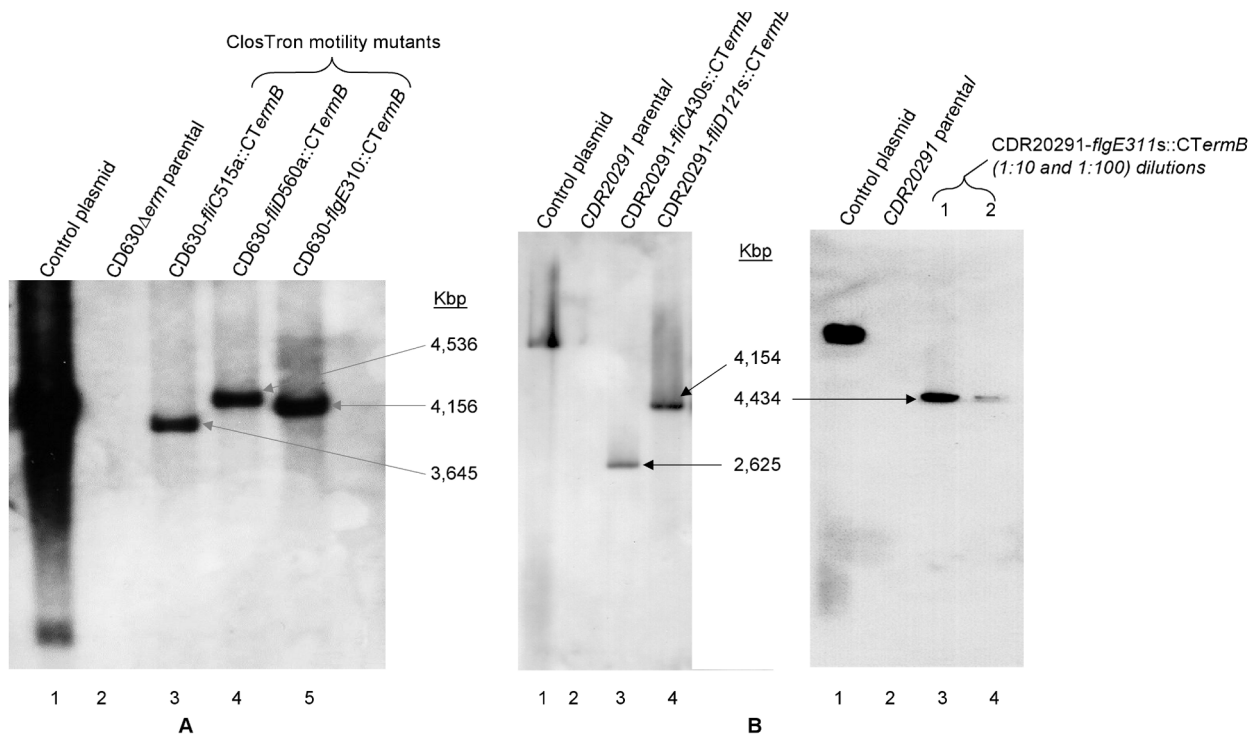 ClosTron motility mutants
Control plasmid
CD630Δerm parental
CD630-fliC515a::CTermB
CD630-fliD560a::CTermB
CD630-flgE310::CTermB
Kbp
4,536
4,156
3,645
1 2 3 4 5
A
Control plasmid
CDR20291 parental
CDR20291-fliC430s::CTermB
CDR20291-fliD121s::CTermB
Kbp
4,154
4,434
2,625
1 2 3 4
Control plasmid
CDR20291 parental
CDR20291-flgE311s::CTermB
(1:10 and 1:100) dilutions
1 2
1 2 3 4
B